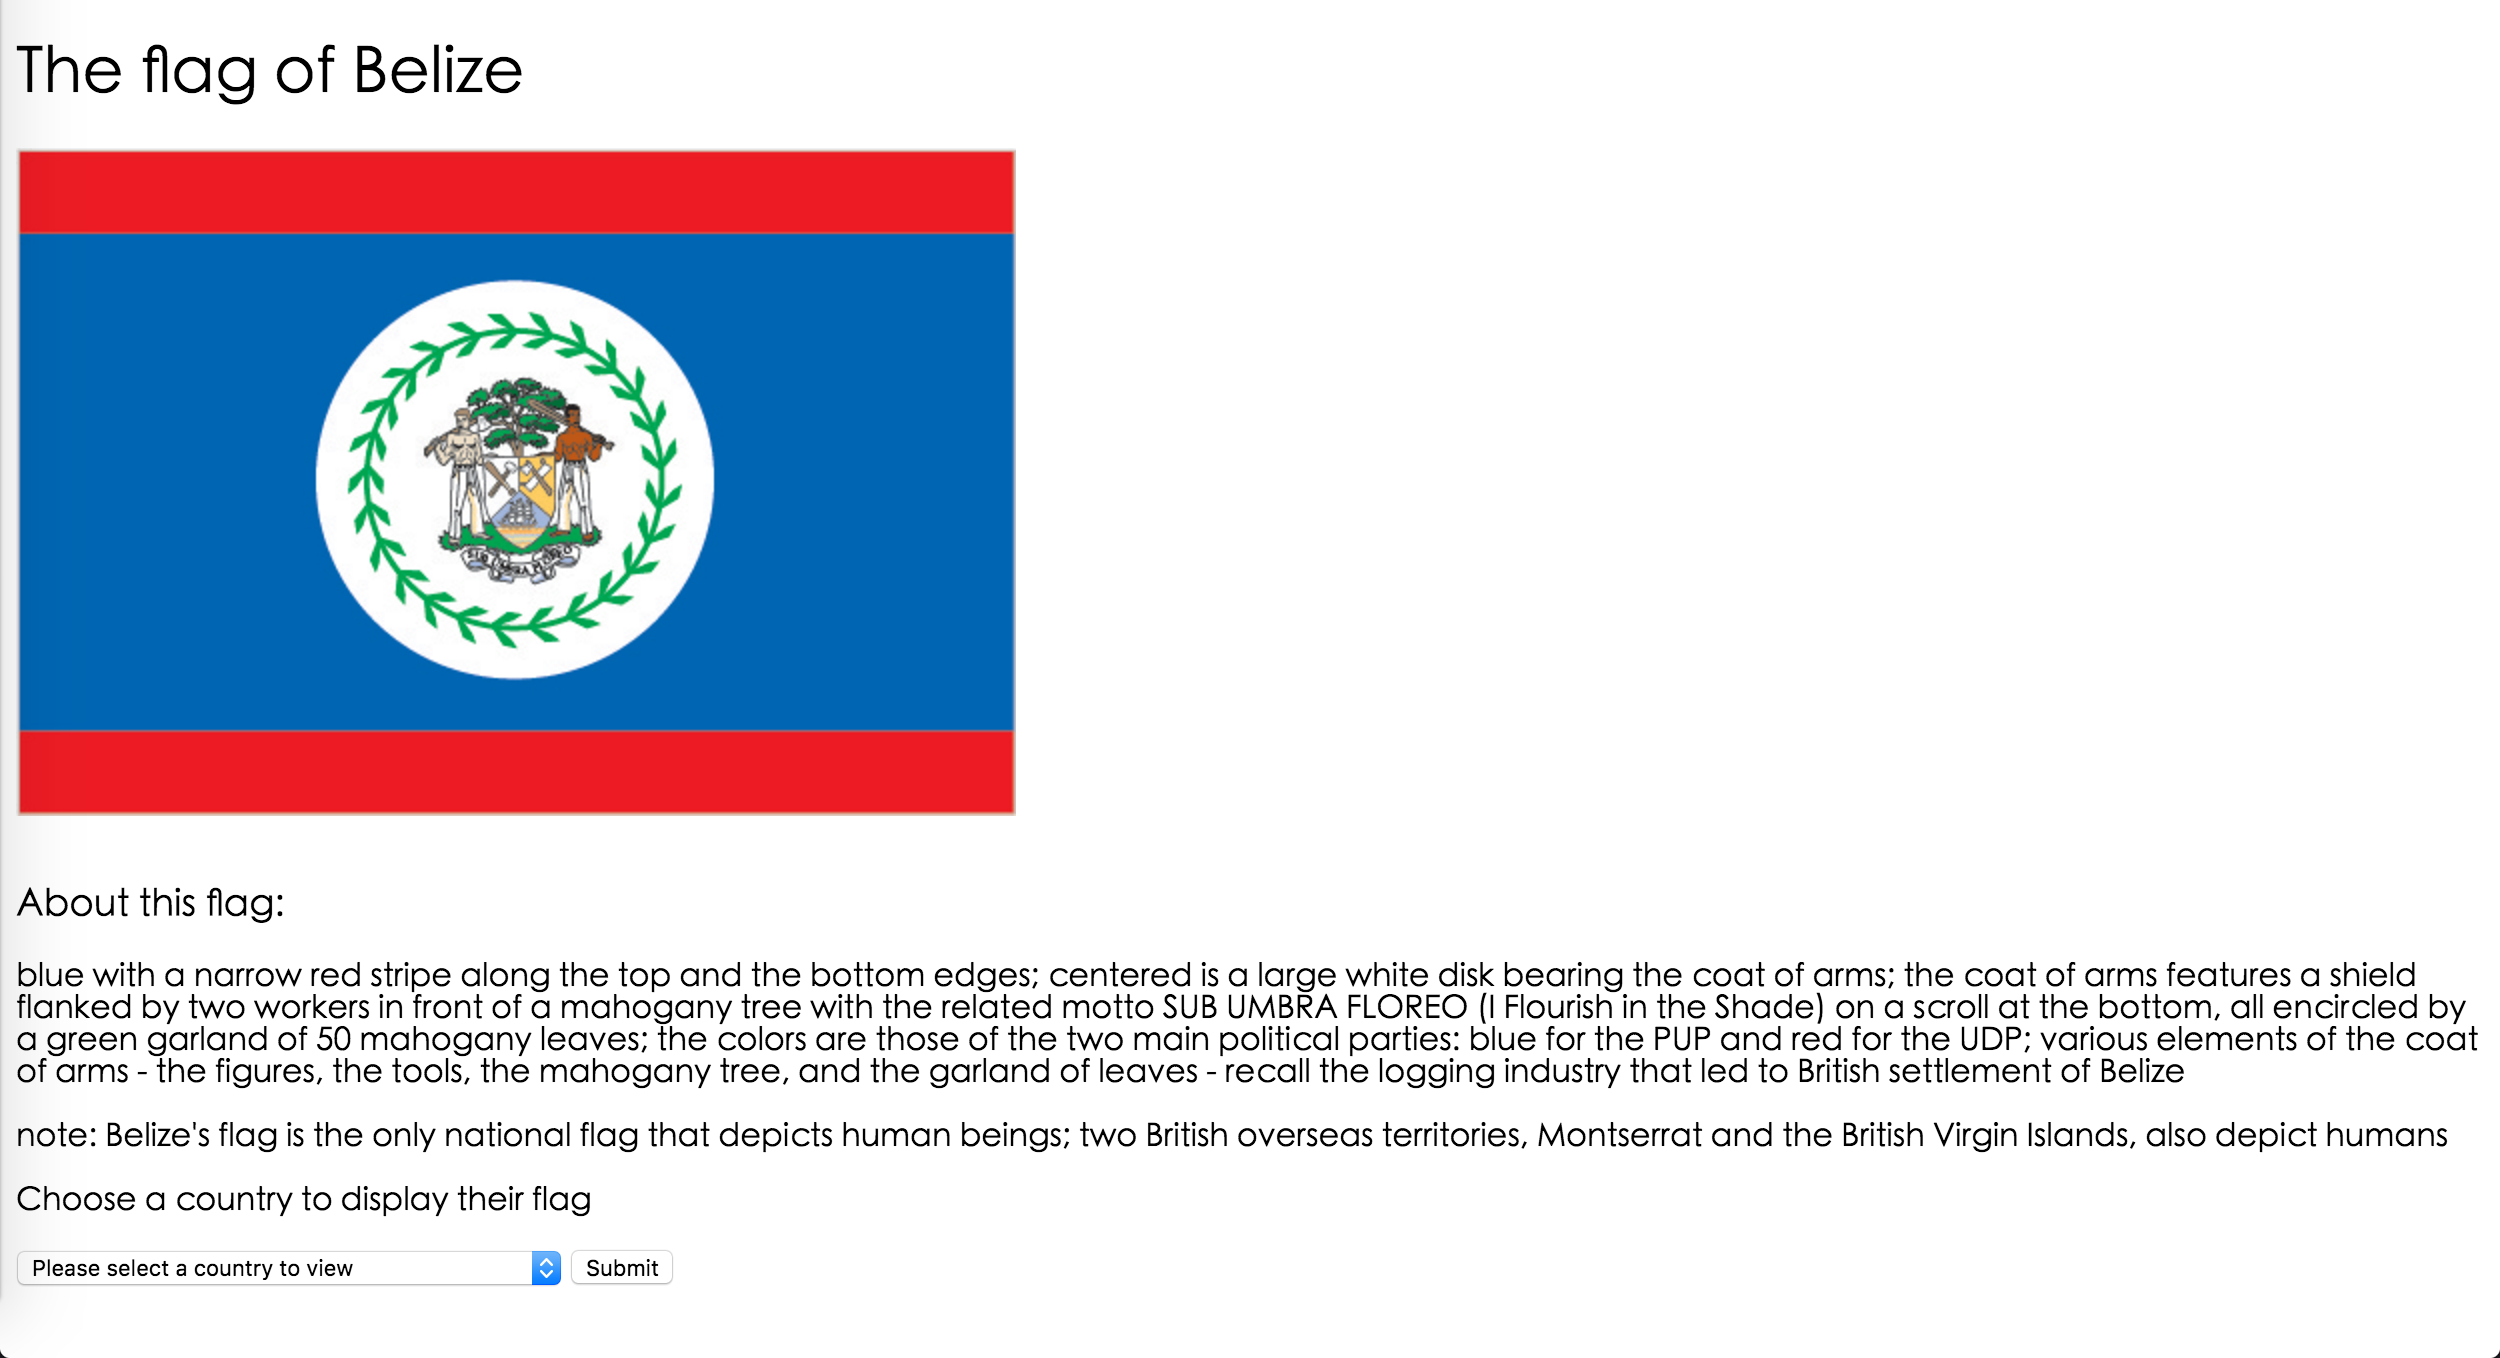 The flag of Belize
About this flag:
blue with a narrow red stripe along the top and the bottom edges; centered is a large white disk bearing the coat of arms; the coat of arms features a shield
flanked by two workers in front of a mahogany tree with the related motto SUB UMBRA FLOREO (I Flourish in the Shade) on a scroll at the bottom, all encircled by
a green garland of 50 mahogany leaves; the colors are those of the two main political parties: blue for the PUP and red for the UDP; various elements of the coat
of arms - the figures, the tools, the mahogany tree, and the garland of leaves - recall the logging industry that led to British settlement of Belize
note: Belize's flag is the only national flag that depicts human beings; two British overseas territories, Montserrat and the British Virgin Islands, also depict humans
Choose a country to display their flag
Please select a country to view Submit